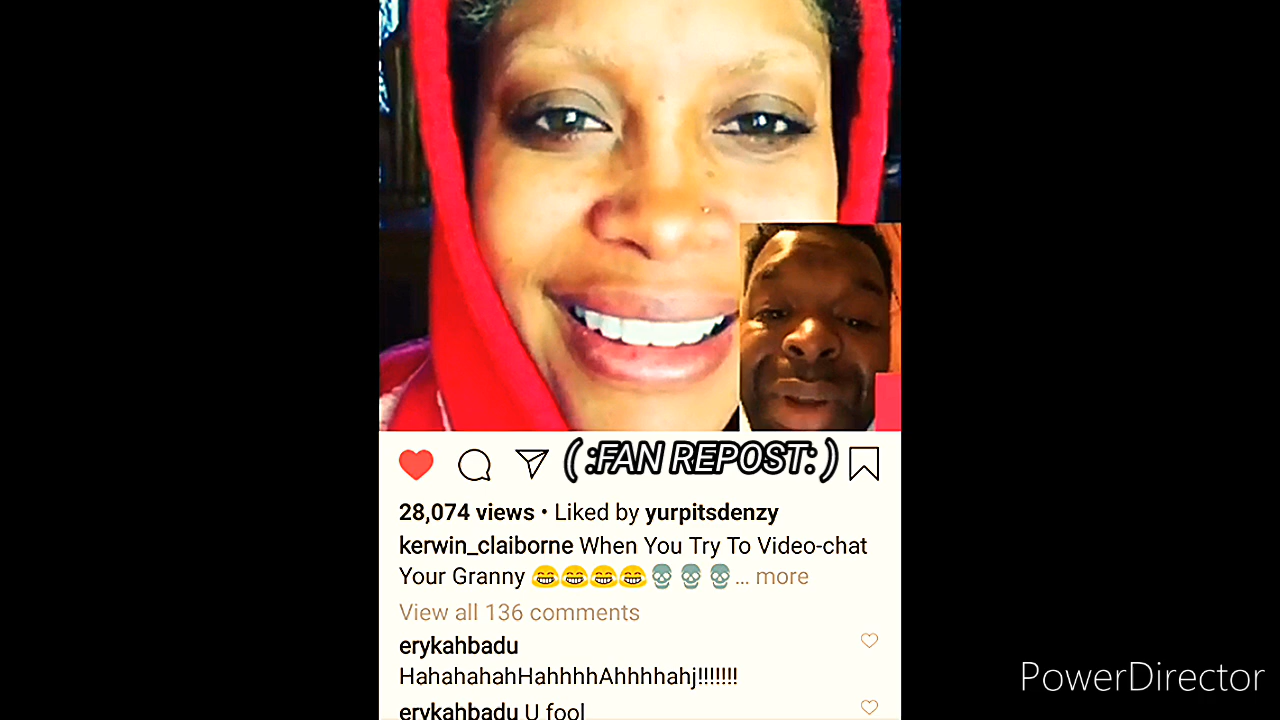 ( :FAN REPOST: )
28,074 views • Liked by yurpitsdenzy
kerwin_claiborne When You Try To Video-chat
Your Granny 😂😂😂😂💀💀💀... more
View all 136 comments
erykahbadu
HahahahahHahhhhAhhhhahj!!!!!!!
erykahbadu U fool
PowerDirector